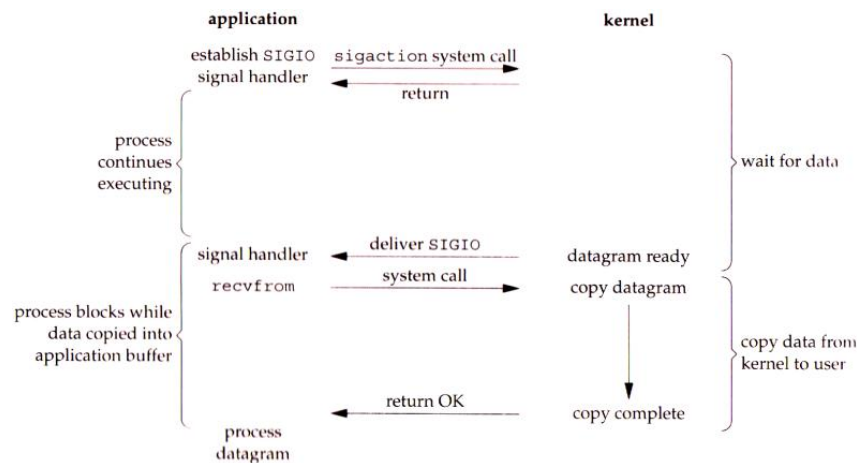 application kernel
establish SIGIO sigaction system call
signal handler
return
process
continues
executing
wait for data
deliver SIGIO
signal handler datagram ready
system call
recvfrom copy datagram
process blocks while
data copied into
application buffer
copy data from
kernel to user
return OK
copy complete
process
datagram